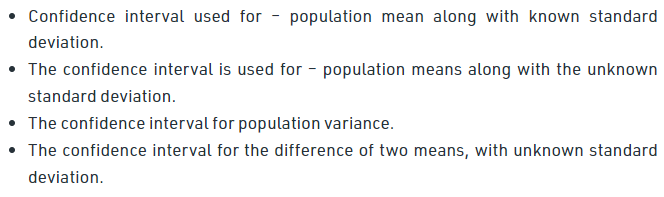 • Confidence interval used for – population mean along with known standard
deviation.
• The confidence interval is used for – population means along with the unknown
standard deviation.
• The confidence interval for population variance.
• The confidence interval for the difference of two means, with unknown standard
deviation.